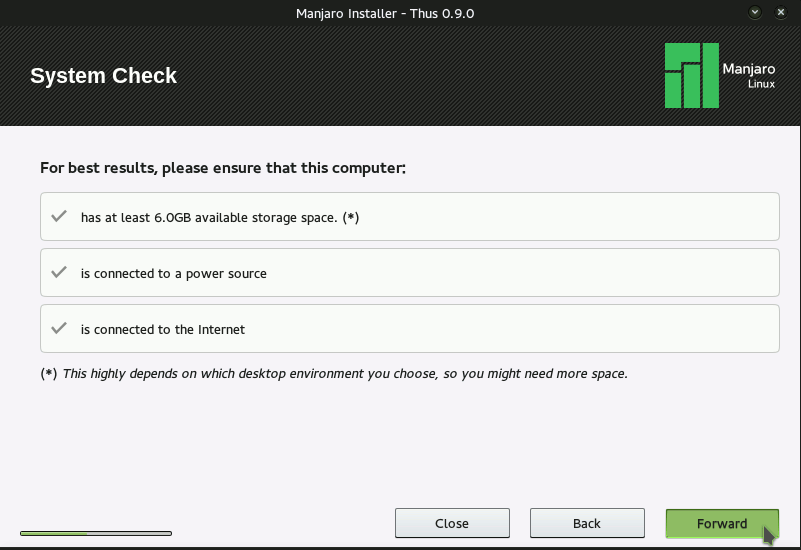 Manjaro Installer - Thus 0.9.0
System Check
Manjaro
Linux
For best results, please ensure that this computer:
has at least 6.0GB available storage space. (*)
is connected to a power source
is connected to the Internet
(*) This highly depends on which desktop environment you choose, so you might need more space.
Close
Back
Forward